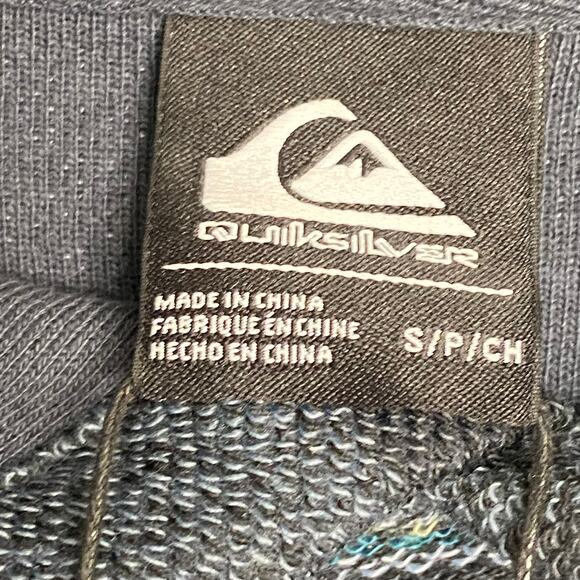 QUIKSILVER
MADE IN CHINA
FABRIQUE EN CHINE
HECHO EN CHINA
S/P/CH